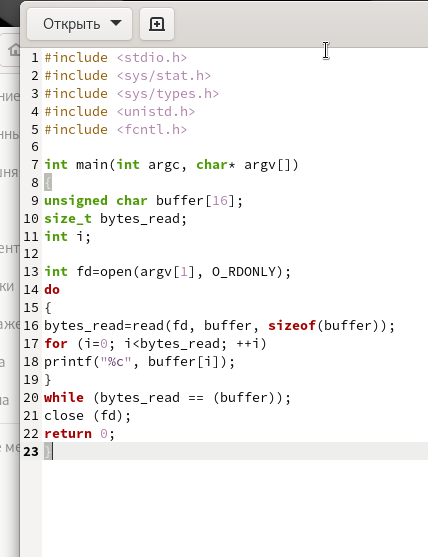 Открыть
1 #include <stdio.h>
2 #include <sys/stat.h>
3 #include <sys/types.h>
4 #include <unistd.h>
5 #include <fcntl.h>
6
7 int main(int argc, char* argv[])
8 {
9 unsigned char buffer[16];
10 size_t bytes_read;
11 int i;
12
13 int fd=open(argv[1], O_RDONLY);
14 do
15 {
16 bytes_read=read(fd, buffer, sizeof(buffer));
17 for (i=0; i<bytes_read; ++i)
18 printf("%c", buffer[i]);
19 }
20 while (bytes_read == (buffer));
21 close (fd);
22 return 0;
23 }